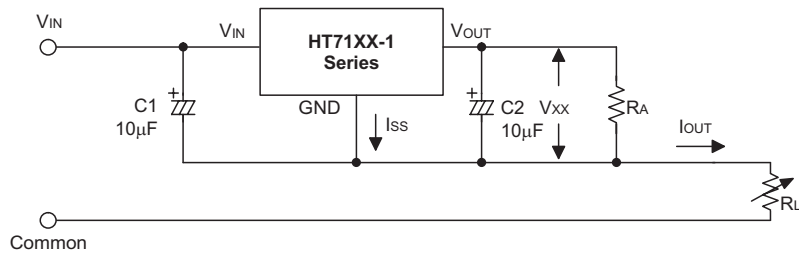 VIN
VIN
HT71XX-1
Series
VOUT
C1
10μF
GND
ISS
C2
10μF
VXX
RA
IOUT
RL
Common